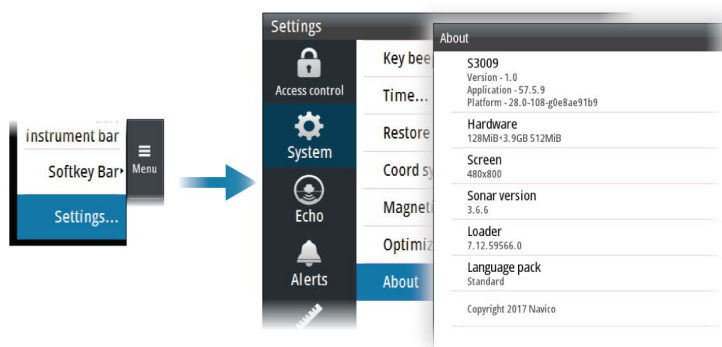 instrument bar
Softkey Bar
Settings...
Menu
Settings
Access control
System
Echo
Alerts
Key bee
Time...
Restore
Coord sy
Magneti
Optimiz
About
About
S3009
Version - 1.0
Application - 57.5.9
Platform - 28.0-108-g0e8ae91b9
Hardware
128MiB+3.9GB 512MiB
Screen
480x800
Sonar version
3.6.6
Loader
7.12.59566.0
Language pack
Standard
Copyright 2017 Navico